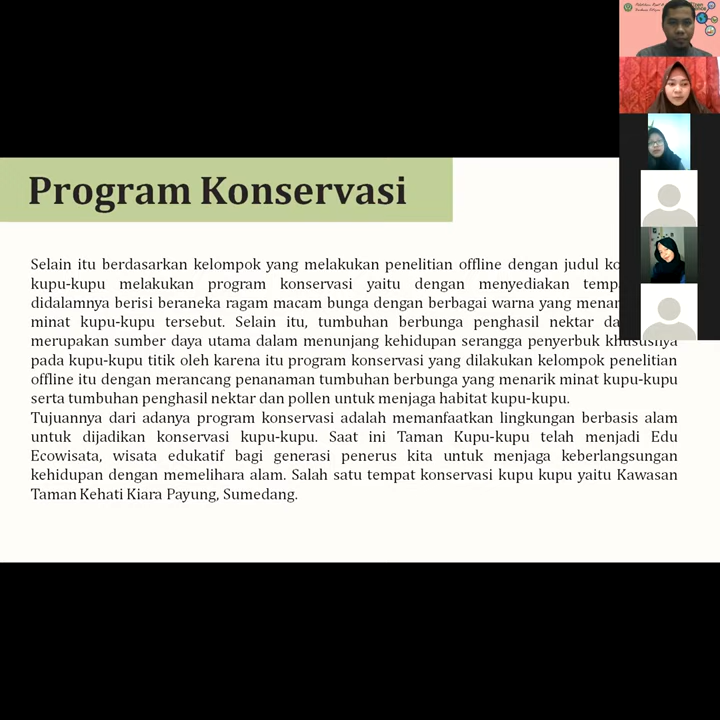 Program Konservasi
Selain itu berdasarkan kelompok yang melakukan penelitian offline dengan judul
kupu-kupu melakukan program konservasi yaitu dengan menyediakan
didalamnya berisi beraneka ragam macam bunga dengan berbagai warna yang
minat kupu-kupu tersebut. Selain itu, tumbuhan berbunga penghasil nektar
merupakan sumber daya utama dalam menunjang kehidupan serangga penyerbuk khususnya
pada kupu-kupu titik oleh karena itu program konservasi yang dilakukan kelompok penelitian
offline itu dengan merancang penanaman tumbuhan berbunga yang menarik minat kupu-kupu
serta tumbuhan penghasil nektar dan pollen untuk menjaga habitat kupu-kupu.
Tujuannya dari adanya program konservasi adalah memanfaatkan lingkungan berbasis alam
untuk dijadikan konservasi kupu-kupu. Saat ini Taman Kupu-kupu telah menjadi Edu
Ecowisata, wisata edukatif bagi generasi penerus kita untuk menjaga keberlangsungan
kehidupan dengan memelihara alam. Salah satu tempat konservasi kupu kupu yaitu Kawasan
Taman Kehati Kiara Payung, Sumedang.